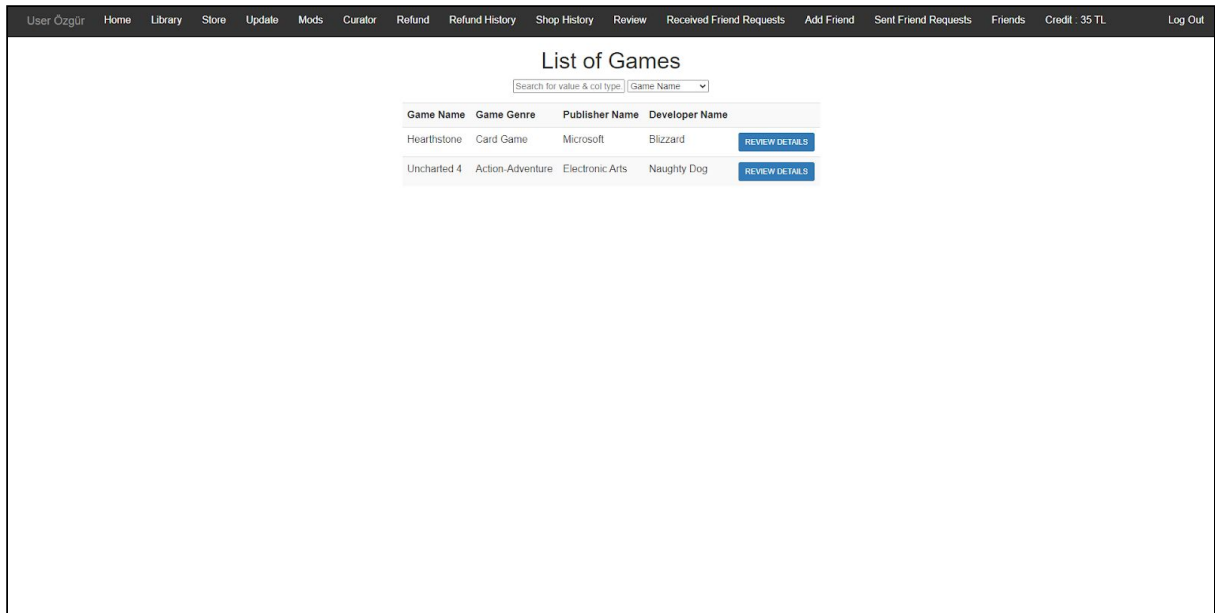 User Özgür Home Library Store Update Mods Curator Refund Refund History Shop History Review Received Friend Requests Add Friend Sent Friend Requests Friends Credit : 35 TL Log Out
List of Games
Search for value & col type. Game Name
Game Name Game Genre Publisher Name Developer Name
Hearthstone Card Game Microsoft Blizzard REVIEW DETAILS
Uncharted 4 Action-Adventure Electronic Arts Naughty Dog REVIEW DETAILS